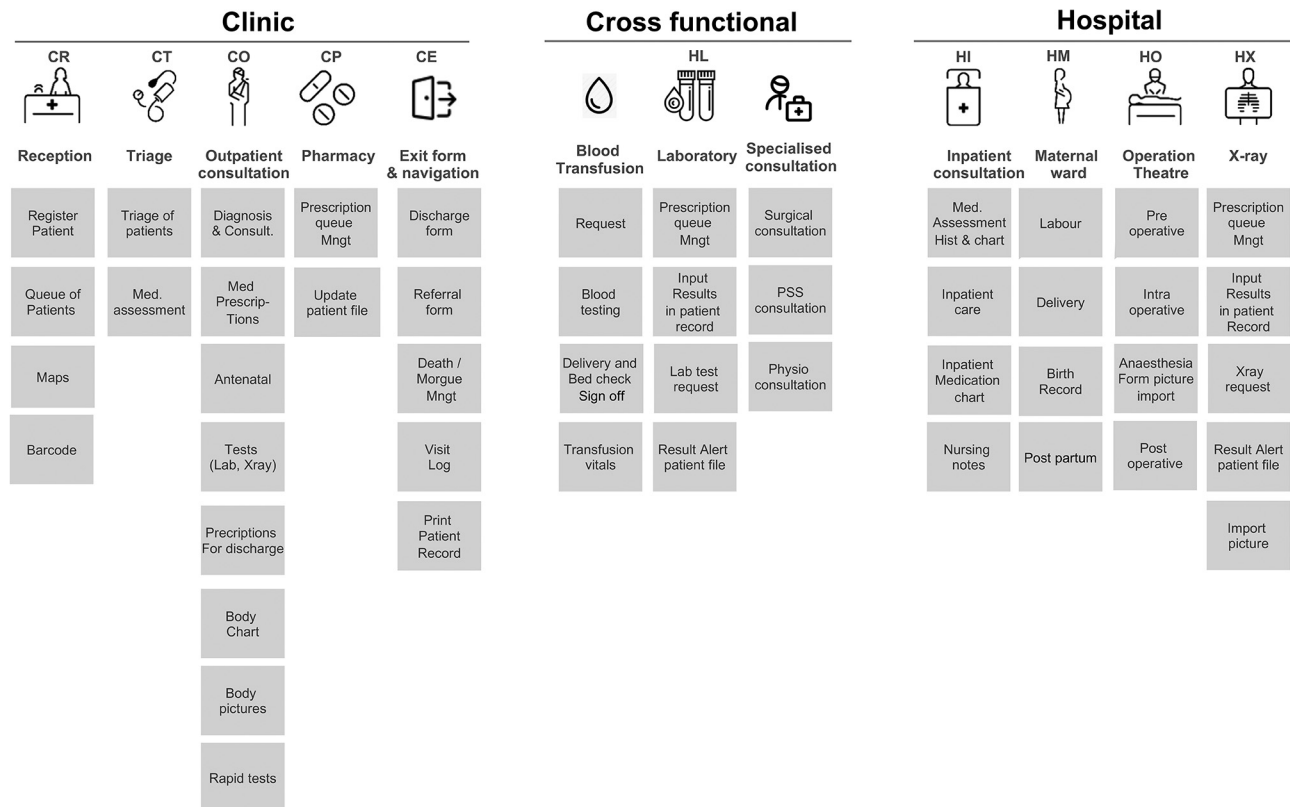 Clinic
CR
CT
CO
CP
CE
Reception
Triage
Outpatient
consultation
Pharmacy
Exit form
& navigation
Register
Patient
Queue of
Patients
Maps
Barcode
Triage of
patients
Med.
assessment
Diagnosis
& Consult.
Med
Prescrip-
Tions
Antenatal
Tests
(Lab, Xray)
Precriptions
For discharge
Body
Chart
Body
pictures
Rapid tests
Prescription
queue
Mngt
Update
patient file
Discharge
form
Referral
form
Death /
Morgue
Mngt
Visit
Log
Print
Patient
Record
Cross functional
HL
Blood
Transfusion
Laboratory
Specialised
consultation
Request
Blood
testing
Delivery and
Bed check
Sign off
Transfusion
vitals
Prescription
queue
Mngt
Input
Results
in patient
record
Lab test
request
Result Alert
patient file
Surgical
consultation
PSS
consultation
Physio
consultation
Hospital
HI
HM
HO
HX
Inpatient
consultation
Maternal
ward
Operation
Theatre
X-ray
Med.
Assessment
Hist & chart
Inpatient
care
Inpatient
Medication
chart
Nursing
notes
Labour
Delivery
Birth
Record
Post partum
Pre
operative
Intra
operative
Anaesthesia
Form picture
import
Post
operative
Prescription
queue
Mngt
Input
Results
in patient
Record
Xray
request
Result Alert
patient file
Import
picture